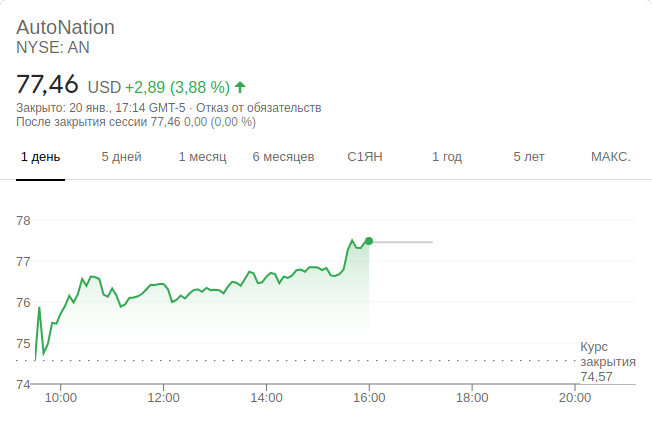 AutoNation
NYSE: AN
77,46 USD +2,89 (3,88 %)
Закрыто: 20 янв., 17:14 GMT-5 · Отказ от обязательств
После закрытия сессии 77,46 0,00 (0,00 %)
1 день 5 дней 1 месяц 6 месяцев С1ЯН 1 год 5 лет МАКС.
78
77
76
75
74
Курс
закрытия
74,57
10:00 12:00 14:00 16:00 18:00 20:00